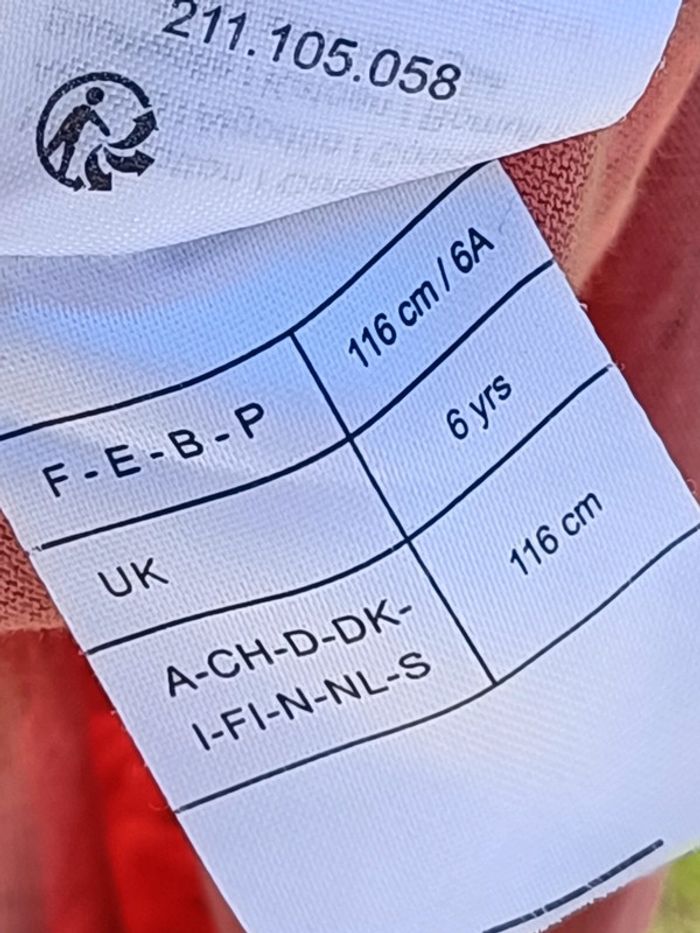 211.105.058
F - E - B - P 116 cm / 6A
UK 6 yrs
A-CH-D-DK- 116 cm
I-FI-N-NL-S